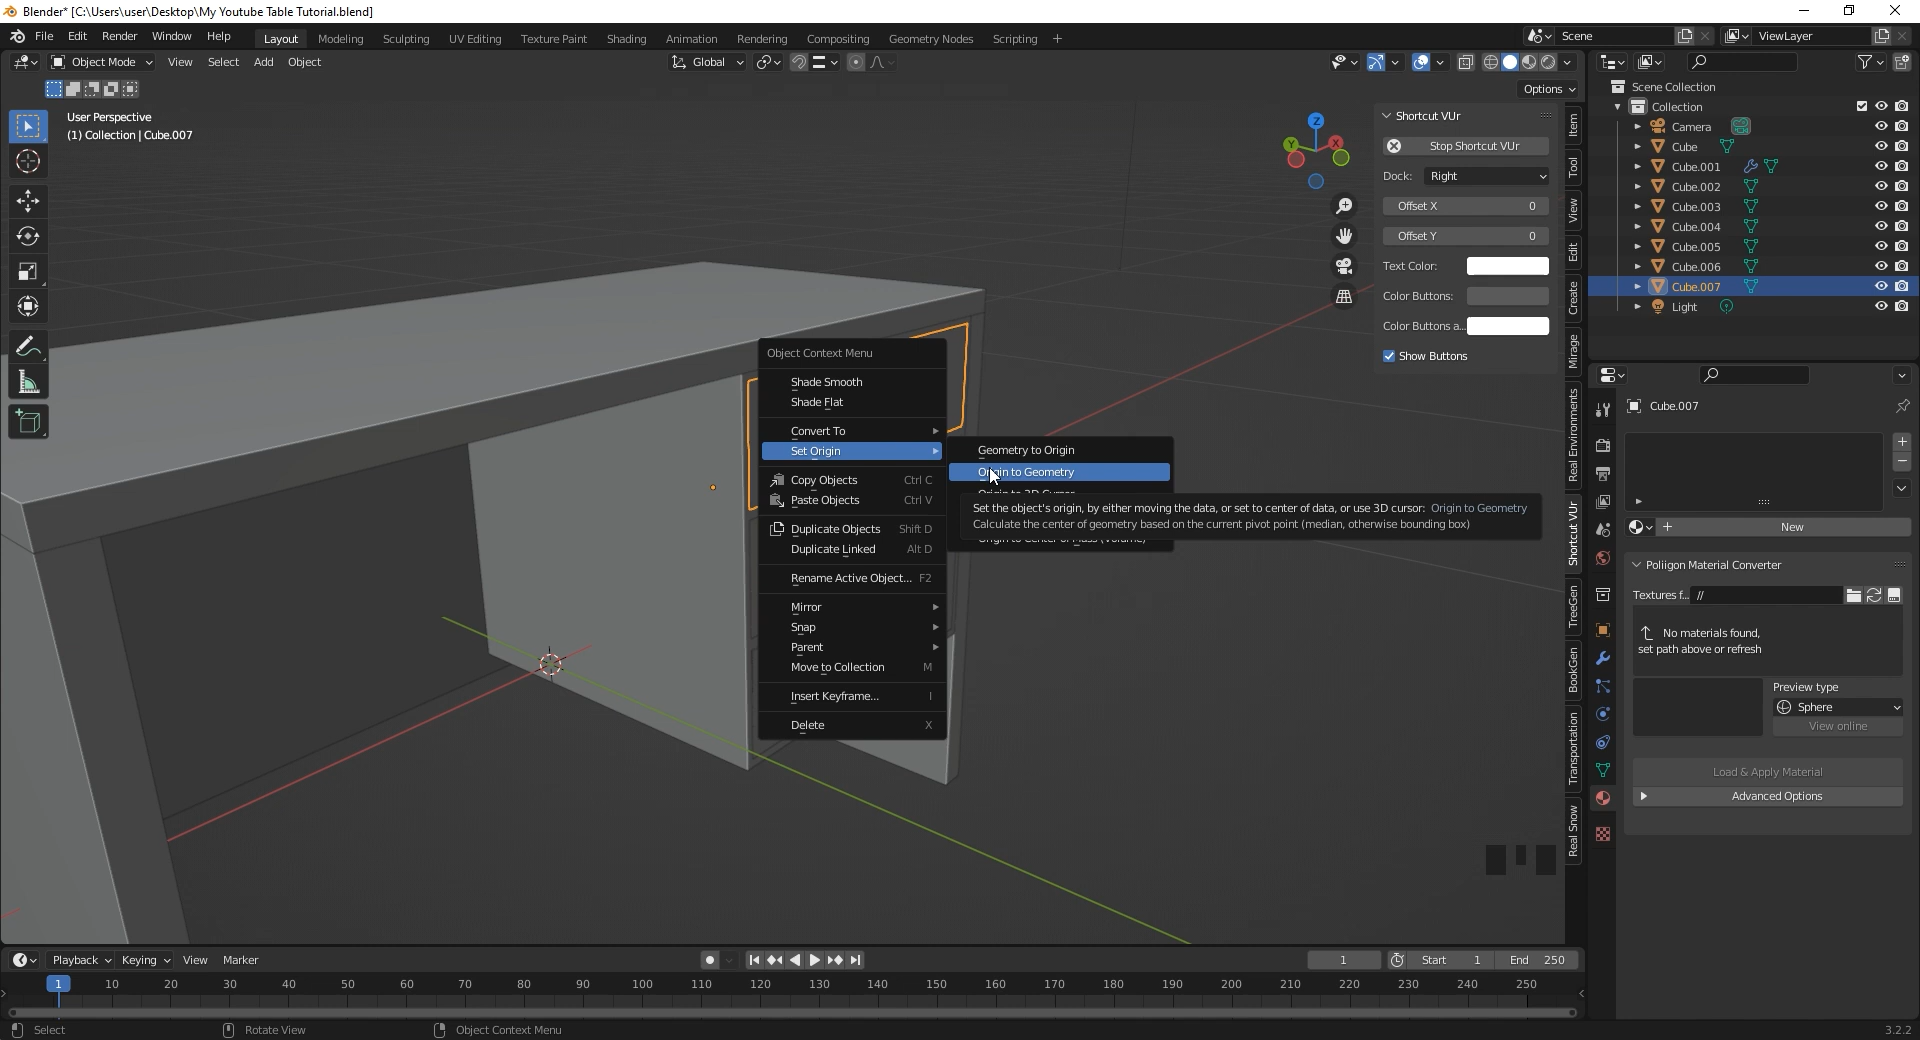 Blender* [C:\Users\user\Desktop\My Youtube Table Tutorial.blend]
File Edit Render Window Help Layout Modeling Sculpting UV Editing Texture Paint Shading Animation Rendering Compositing Geometry Nodes Scripting + Scene ViewLayer
Object Mode View Select Add Object Global
Options
User Perspective
(1) Collection | Cube.007
Z
Y
X
Shortcut VUr
Stop Shortcut VUr
Dock: Right
Offset X 0
Offset Y 0
Text Color:
Color Buttons:
Color Buttons a...
Show Buttons
Item
Tool
View
Edit
Create
Mirage
Real Environments
Shortcut VUr
TreeGen
BookGen
Transportation
Real Snow
Object Context Menu
Shade Smooth
Shade Flat
Convert To
Set Origin
Copy Objects Ctrl C
Paste Objects Ctrl V
Duplicate Objects Shift D
Duplicate Linked Alt D
Rename Active Object... F2
Mirror
Snap
Parent
Move to Collection M
Insert Keyframe... I
Delete X
Geometry to Origin
Origin to Geometry
Set the object's origin, by either moving the data, or set to center of data, or use 3D cursor: Origin to Geometry
Calculate the center of geometry based on the current pivot point (median, otherwise bounding box)
Scene Collection
Collection
Camera
Cube
Cube.001
Cube.002
Cube.003
Cube.004
Cube.005
Cube.006
Cube.007
Light
Cube.007
New
Poliigon Material Converter
Textures f... //
No materials found,
set path above or refresh
Preview type
Sphere
View online
Load & Apply Material
Advanced Options
Playback Keying View Marker 1 Start 1 End 250
1 10 20 30 40 50 60 70 80 90 100 110 120 130 140 150 160 170 180 190 200 210 220 230 240 250
Select Rotate View Object Context Menu 3.2.2